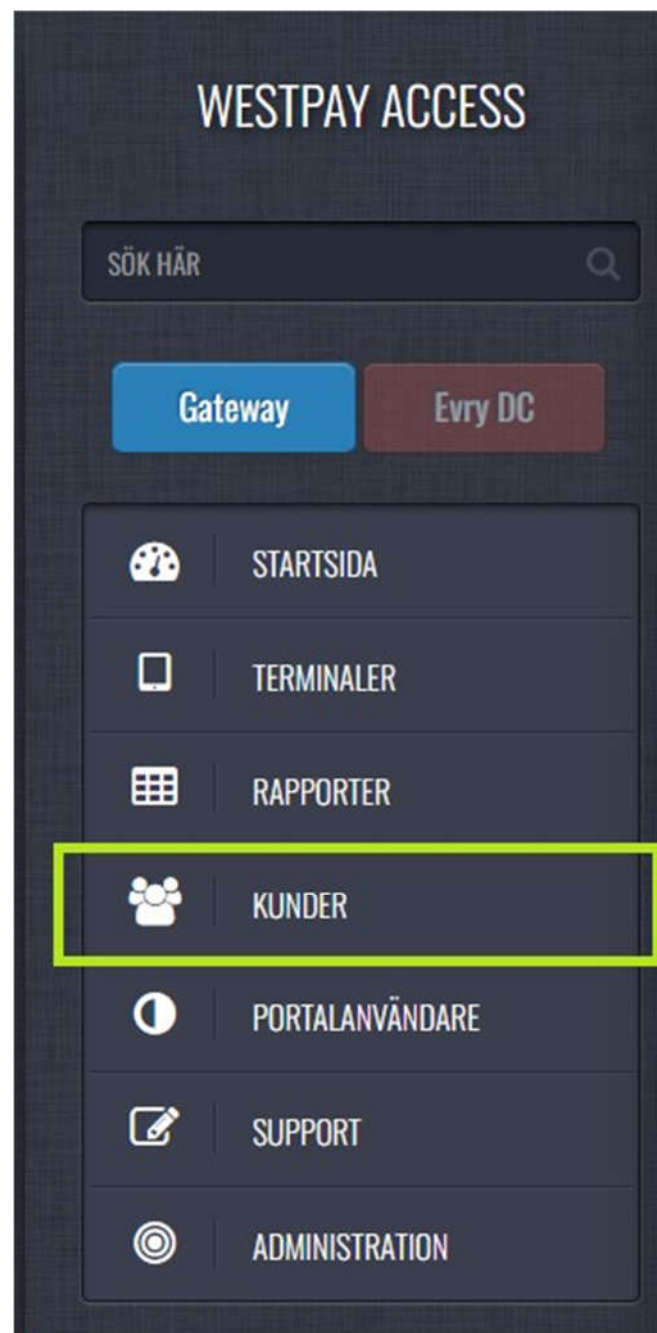 WESTPAY ACCESS
SÖK HÄR
Gateway Evry DC
STARTSIDA
TERMINALER
RAPPORTER
KUNDER
PORTALANVÄNDARE
SUPPORT
ADMINISTRATION